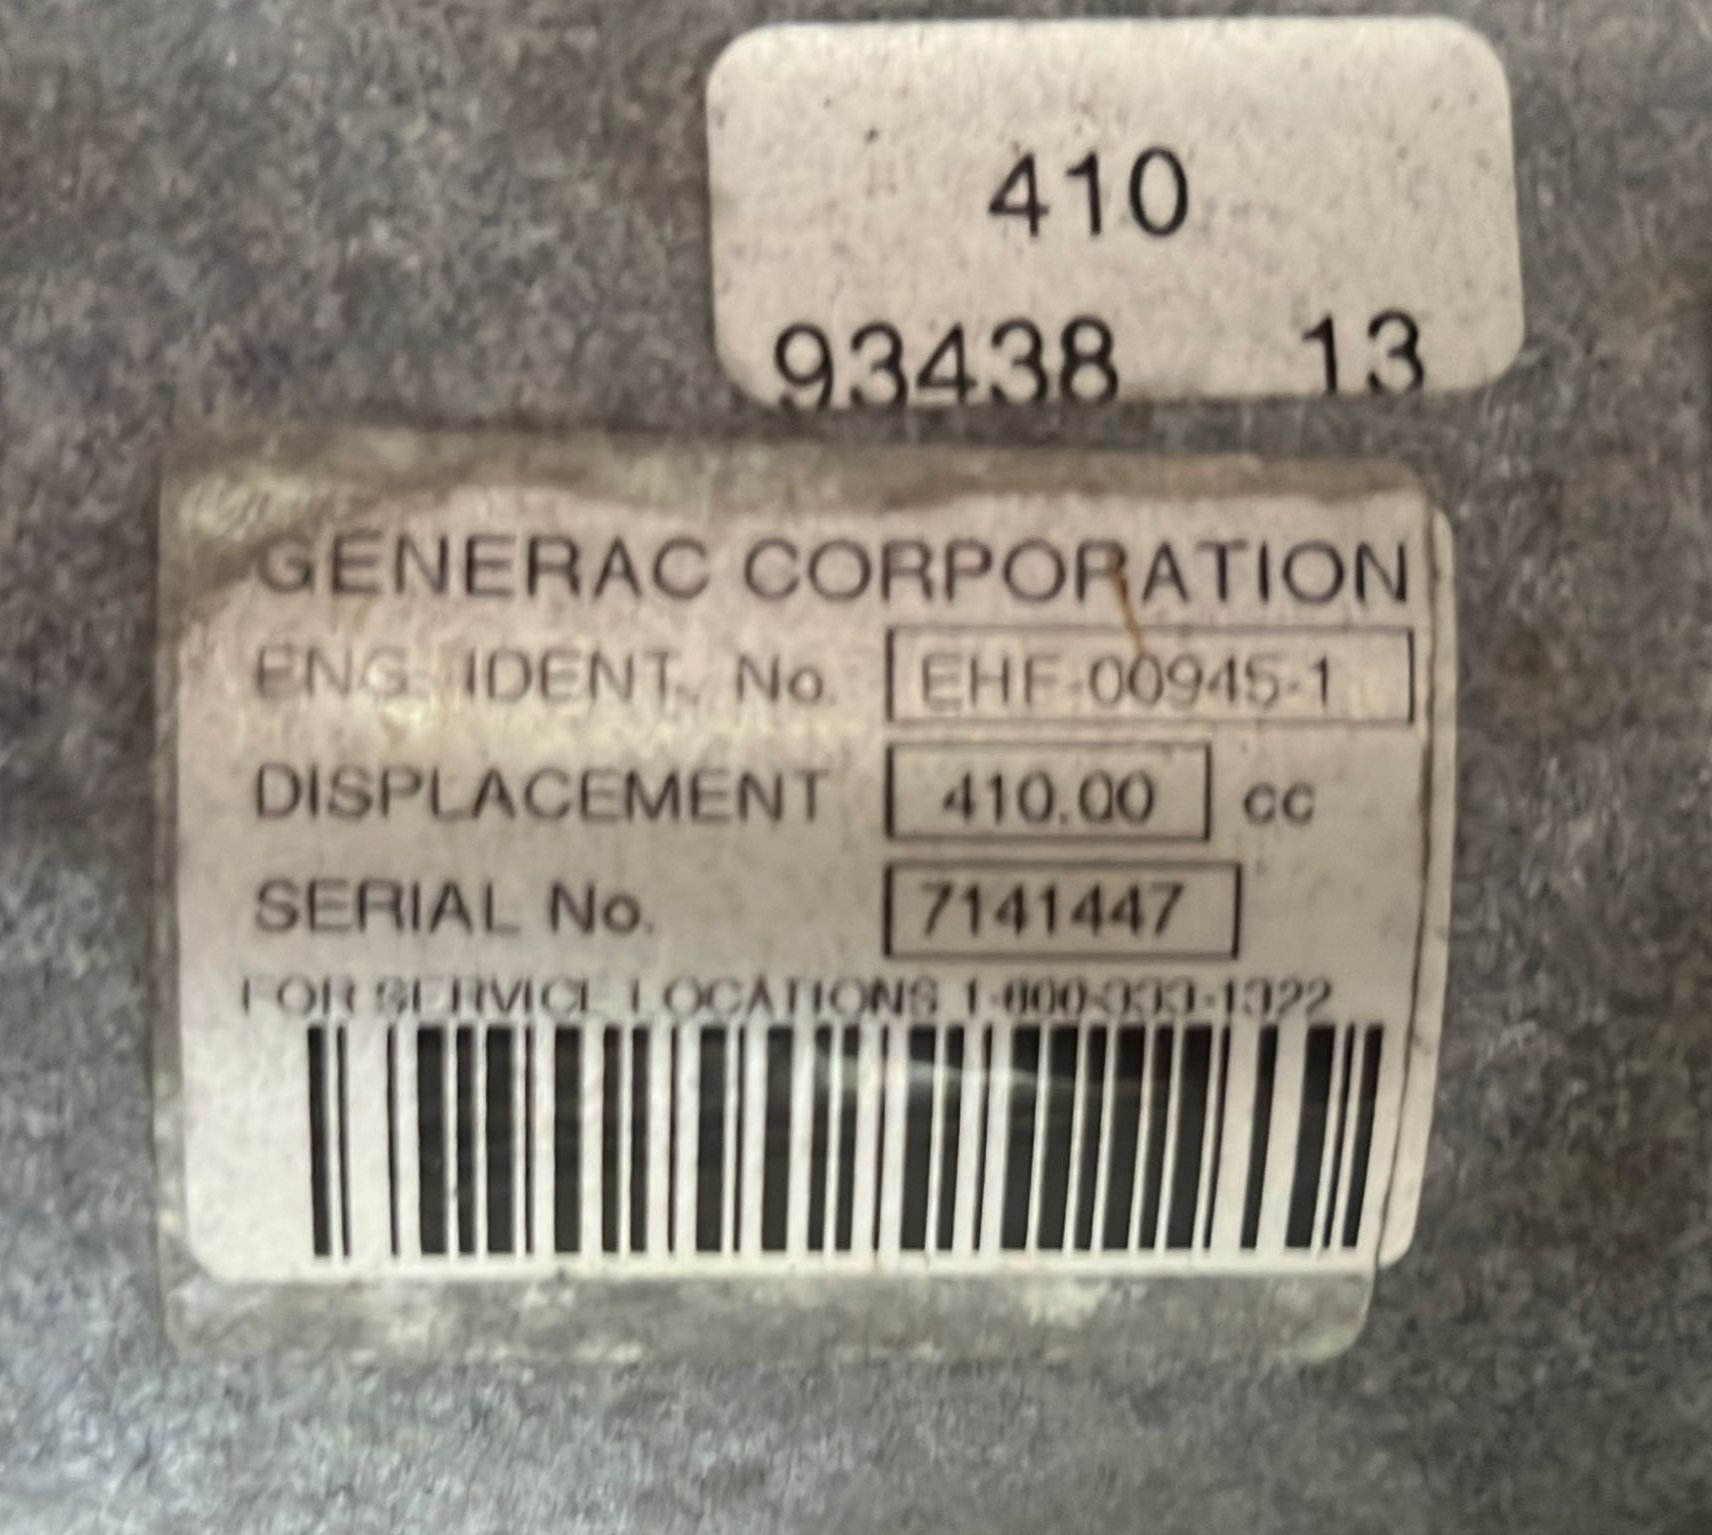 410
93438 13
GENERAC CORPORATION
ENG. IDENT. No. EHF-00945-1
DISPLACEMENT 410.00 cc
SERIAL No. 7141447
FOR SERVICE LOCATIONS 1-800-333-1322